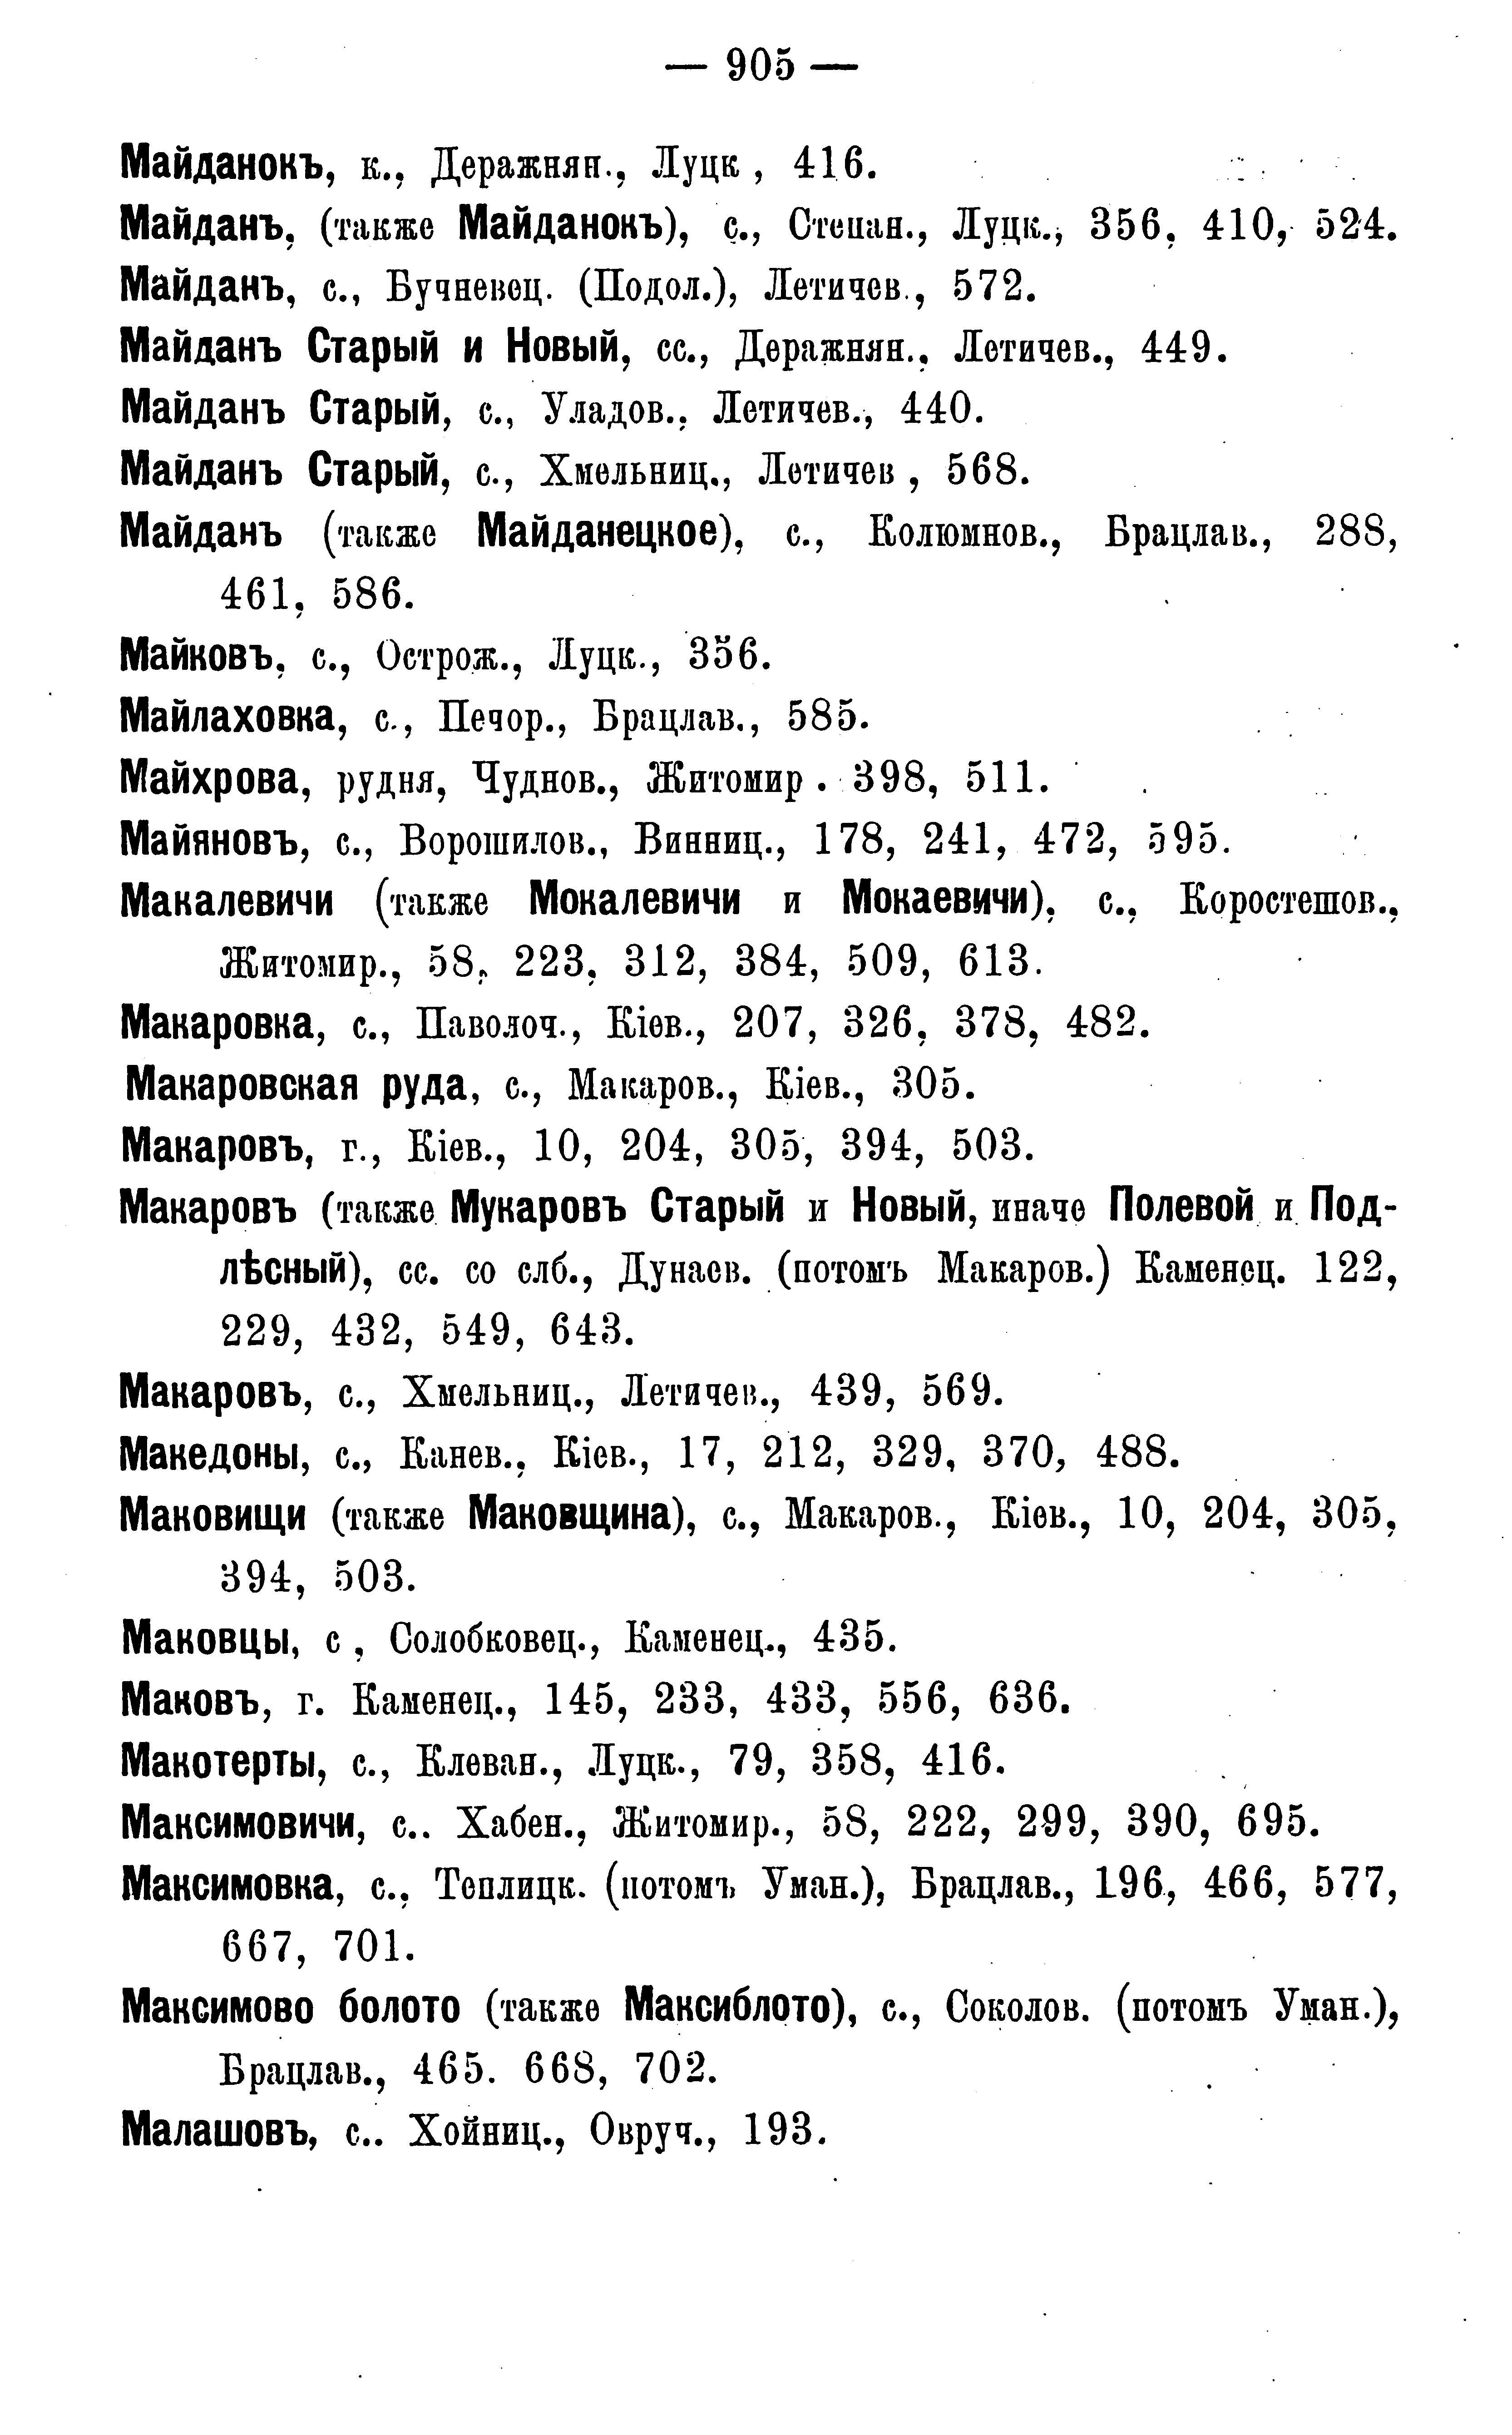 — 905 —
Майданокъ, к., Деражнян., Луцк , 416.
Майданъ, (также Майданокъ), с., Степан., Луцк., 356, 410, 524.
Майданъ, с., Бучневец. (Подол.), Летичев., 572.
Майданъ Старый и Новый, сс., Деражнян., Летичев., 449.
Майданъ Старый, с., Уладов., Летичев., 440.
Майданъ Старый, с., Хмельниц., Летичев , 568.
Майданъ (также Майданецкое), с., Колюмнов., Брацлав., 288,
461, 586.
Майковъ, с., Острож., Луцк., 356.
Майлаховка, с., Печор., Брацлав., 585.
Майхрова, рудня, Чуднов., Житомир . 398, 511.
Майяновъ, с., Ворошилов., Винниц., 178, 241, 472, 595.
Макалевичи (также Мокалевичи и Мокаевичи), с., Коростешов.,
Житомир., 58, 223, 312, 384, 509, 613.
Макаровка, с., Паволоч., Кіев., 207, 326, 378, 482.
Макаровская руда, с., Макаров., Кіев., 305.
Макаровъ, г., Кіев., 10, 204, 305, 394, 503.
Макаровъ (также Мукаровъ Старый и Новый, иначе Полевой и Под-
лѣсный), сс. со слб., Дунаев. (потомъ Макаров.) Каменец. 122,
229, 432, 549, 643.
Макаровъ, с., Хмельниц., Летичев., 439, 569.
Македоны, с., Канев., Кіев., 17, 212, 329, 370, 488.
Маковищи (также Маковщина), с., Макаров., Кіев., 10, 204, 305,
394, 503.
Маковцы, с , Солобковец., Каменец., 435.
Маковъ, г. Каменец., 145, 233, 433, 556, 636.
Макотерты, с., Клеван., Луцк., 79, 358, 416.
Максимовичи, с.. Хабен., Житомир., 58, 222, 299, 390, 695.
Максимовка, с., Теплицк. (потомъ Уман.), Брацлав., 196, 466, 577,
667, 701.
Максимово болото (также Максиблото), с., Соколов. (потомъ Уман.),
Брацлав., 465. 668, 702.
Малашовъ, с.. Хойниц., Овруч., 193.